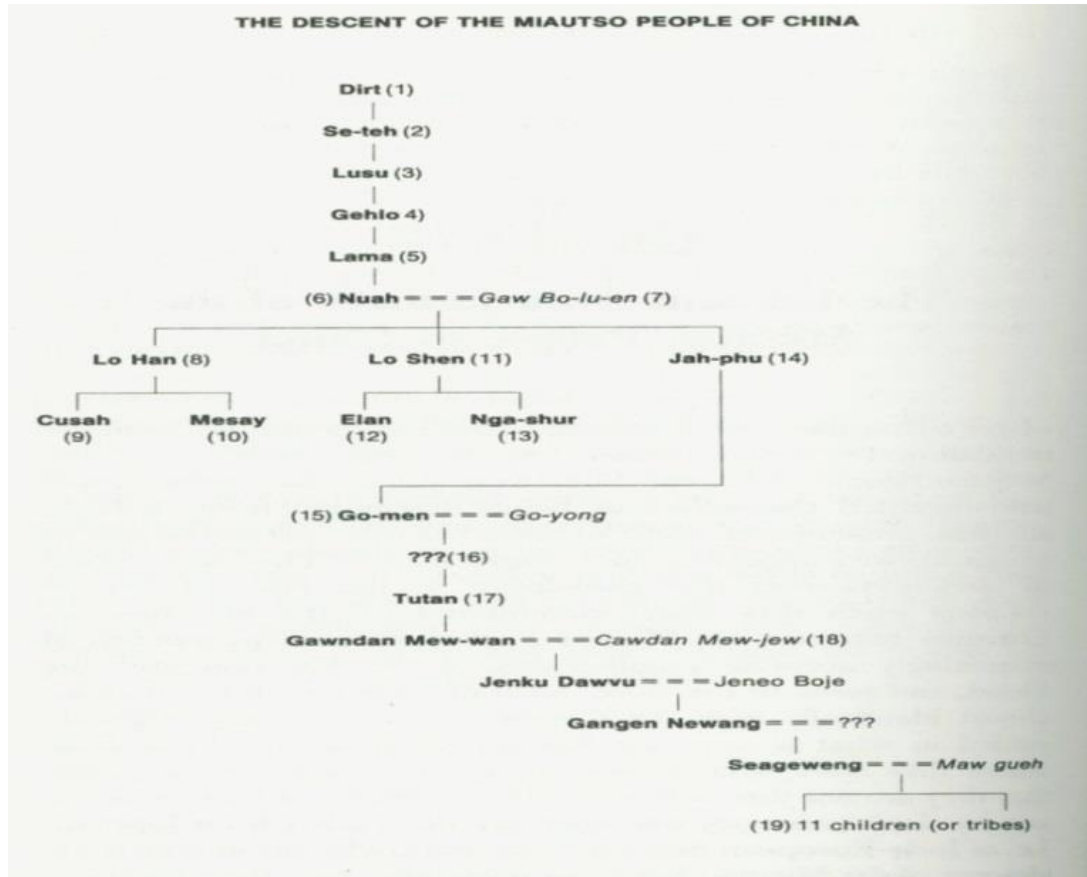 THE DESCENT OF THE MIAUTSO PEOPLE OF CHINA
Dirt (1)
Se-teh (2)
Lusu (3)
Gehlo 4)
Lama (5)
(6) Nuah Gaw Bo-lu-en (7)
Lo Han (8) Lo Shen (11) Jah-phu (14)
Cusah Mesay Elan Nga-shur
(9) (10) (12) (13)
(15) Go-men Go-yong
???(16)
Tutan (17)
Gawndan Mew-wan Cawdan Mew-jew (18)
Jenku Dawvu Jeneo Boje
Gangen Newang ???
Seageweng Maw gueh
(19) 11 children (or tribes)